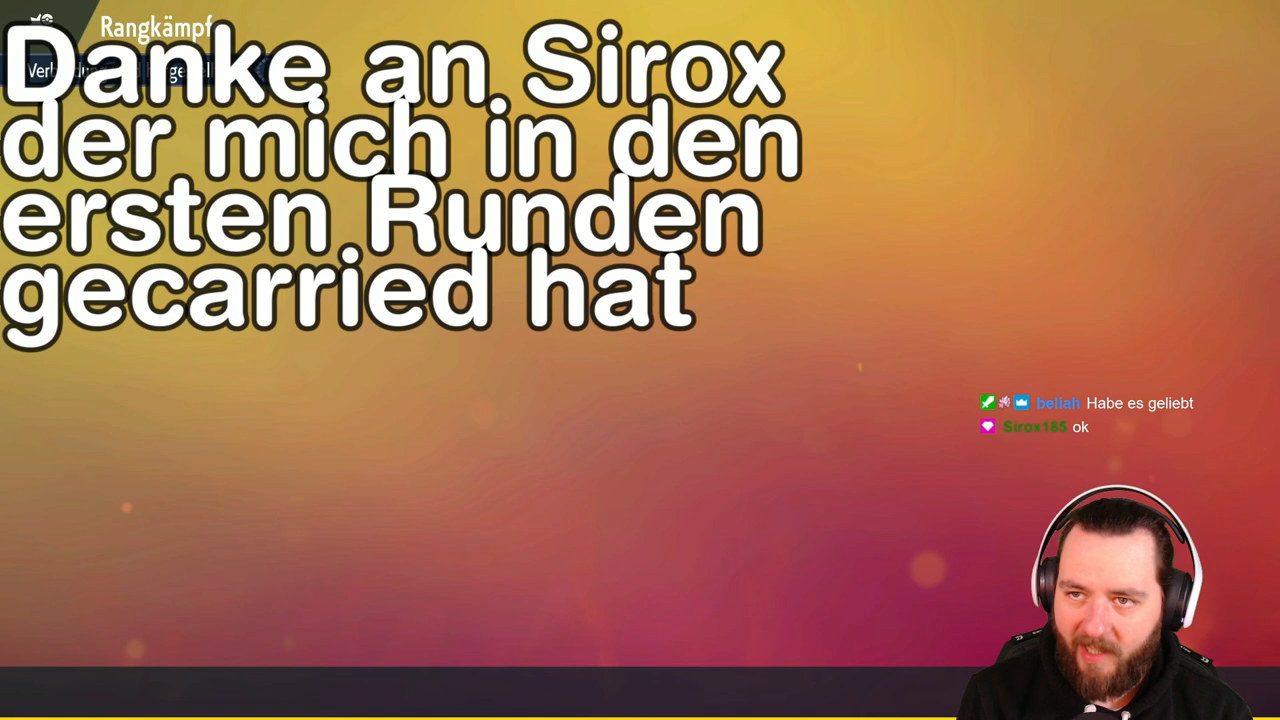 Rangkämpf
Danke an Sirox
der mich in den
ersten Runden
gecarried hat
bellah Habe es geliebt
Sirox185 ok